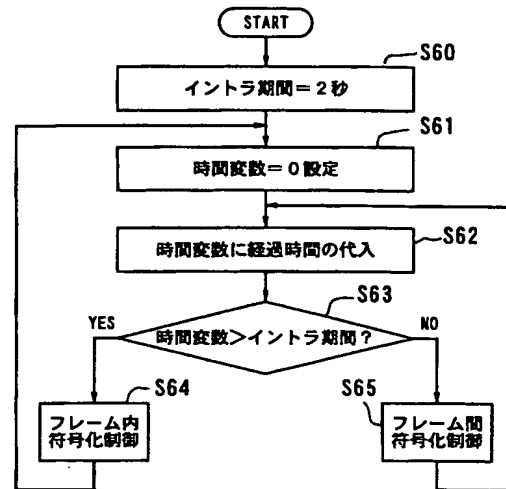 START
S60
イントラ期間=2秒
S61
時間変数=0設定
時間変数に経過時間の代入
S62
S63
YES
時間変数>イントラ期間?
NO
S64
S65
フレーム内
符号化制御
フレーム間
符号化制御